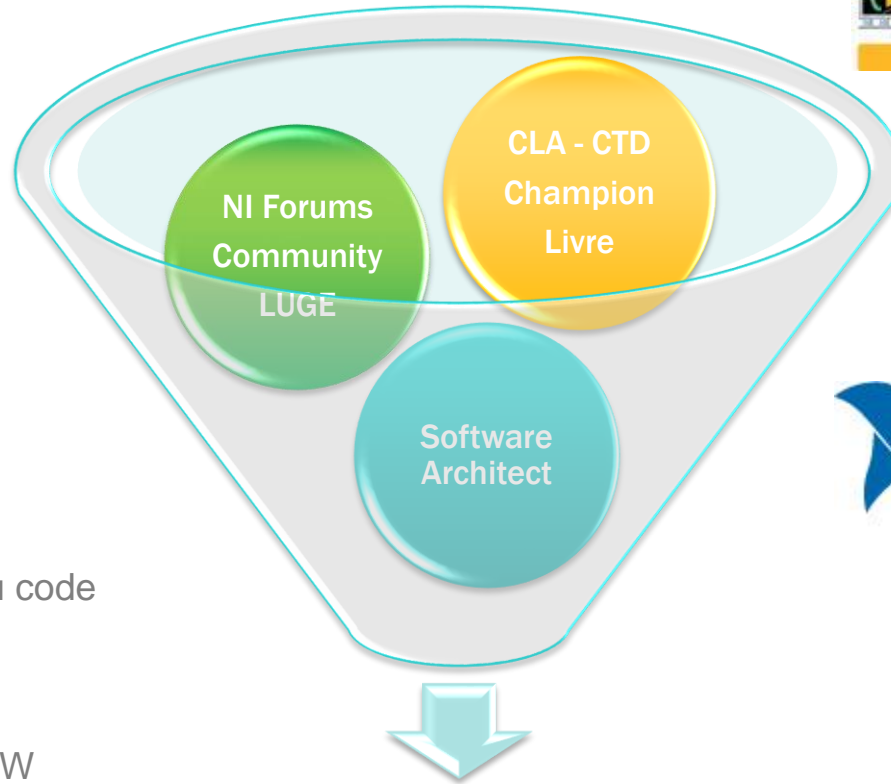 CLA - CTD
Champion
Livre
NI Forums
Community
LUGE
Software
Architect
code
W